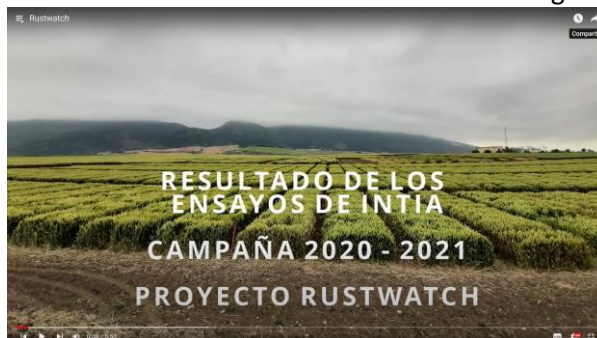 Rustwatch
Compartir
RESULTADO DE LOS
ENSAYOS DE INTIA
CAMPAÑA 2020 - 2021
PROYECTO RUSTWATCH